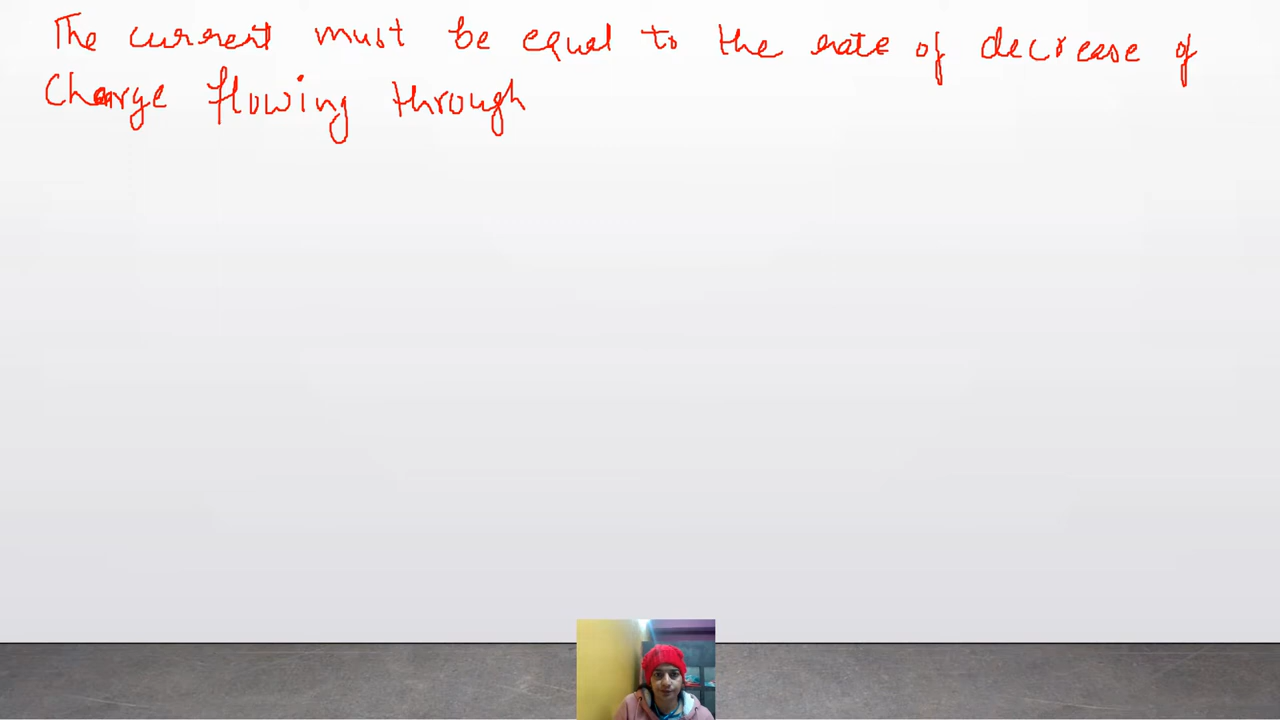 The current must be equal to the rate of decrease of
Charge flowing through